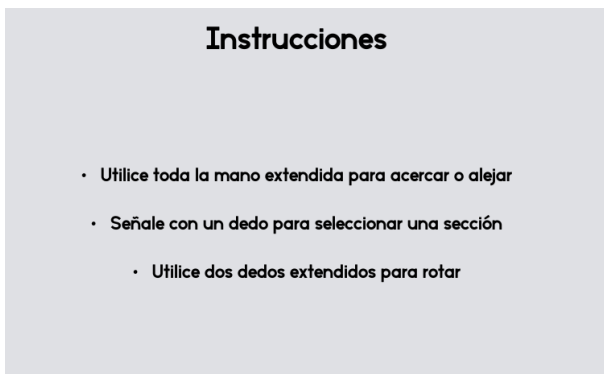 Instrucciones
• Utilice toda la mano extendida para acercar o alejar
• Señale con un dedo para seleccionar una sección
• Utilice dos dedos extendidos para rotar